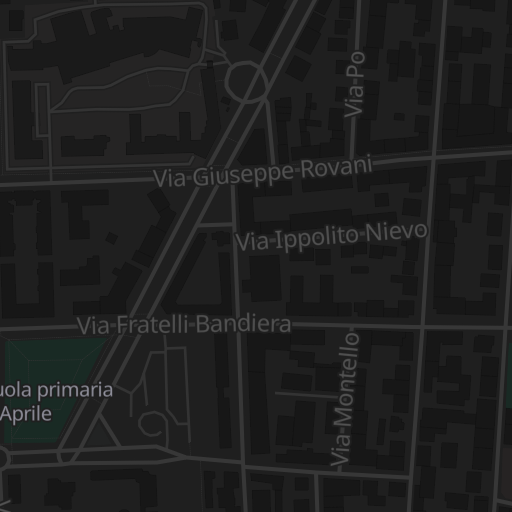 Via Po
Via Giuseppe Rovani
Via Ippolito Nievo
Via Fratelli Bandiera
Via Montello
uola primaria
Aprile